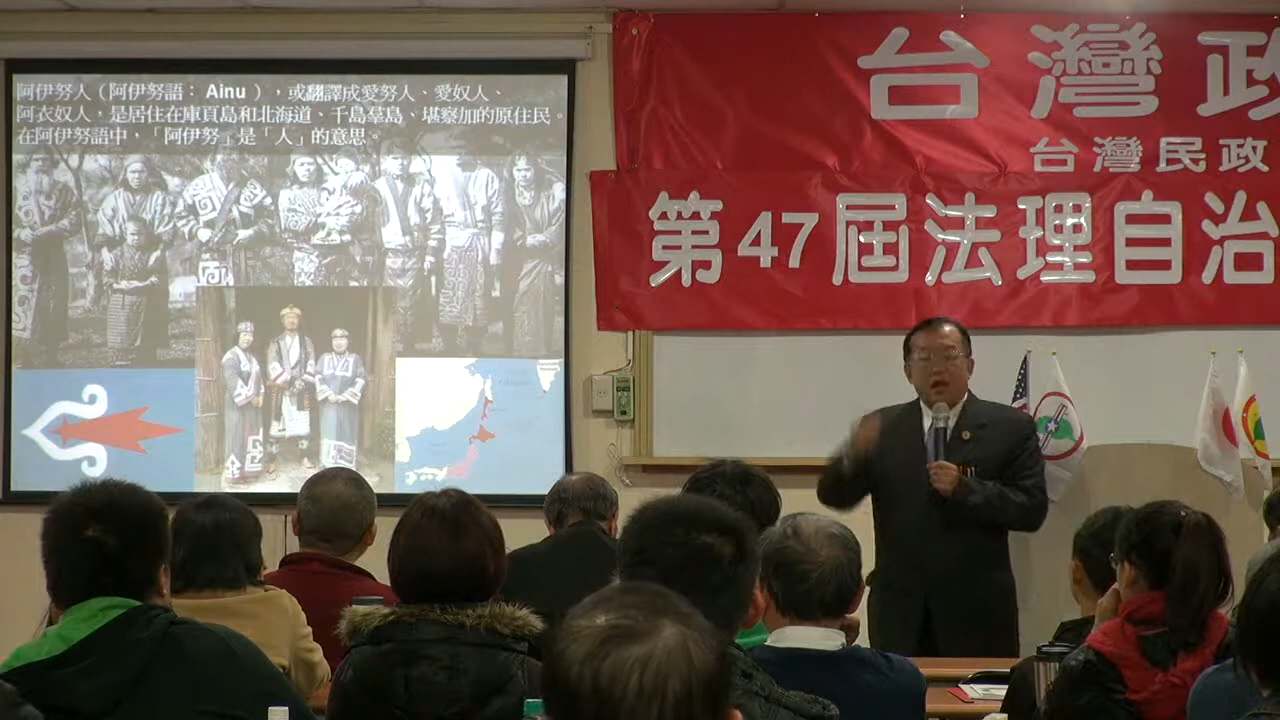 阿伊努人（阿伊努語：Ainu），或翻譯成愛努人、愛奴人、
阿衣奴人，是居住在庫頁島和北海道、千島羣島、堪察加的原住民。
在阿伊努語中，「阿伊努」是「人」的意思。
台灣政
台灣民政
第47屆法理自治